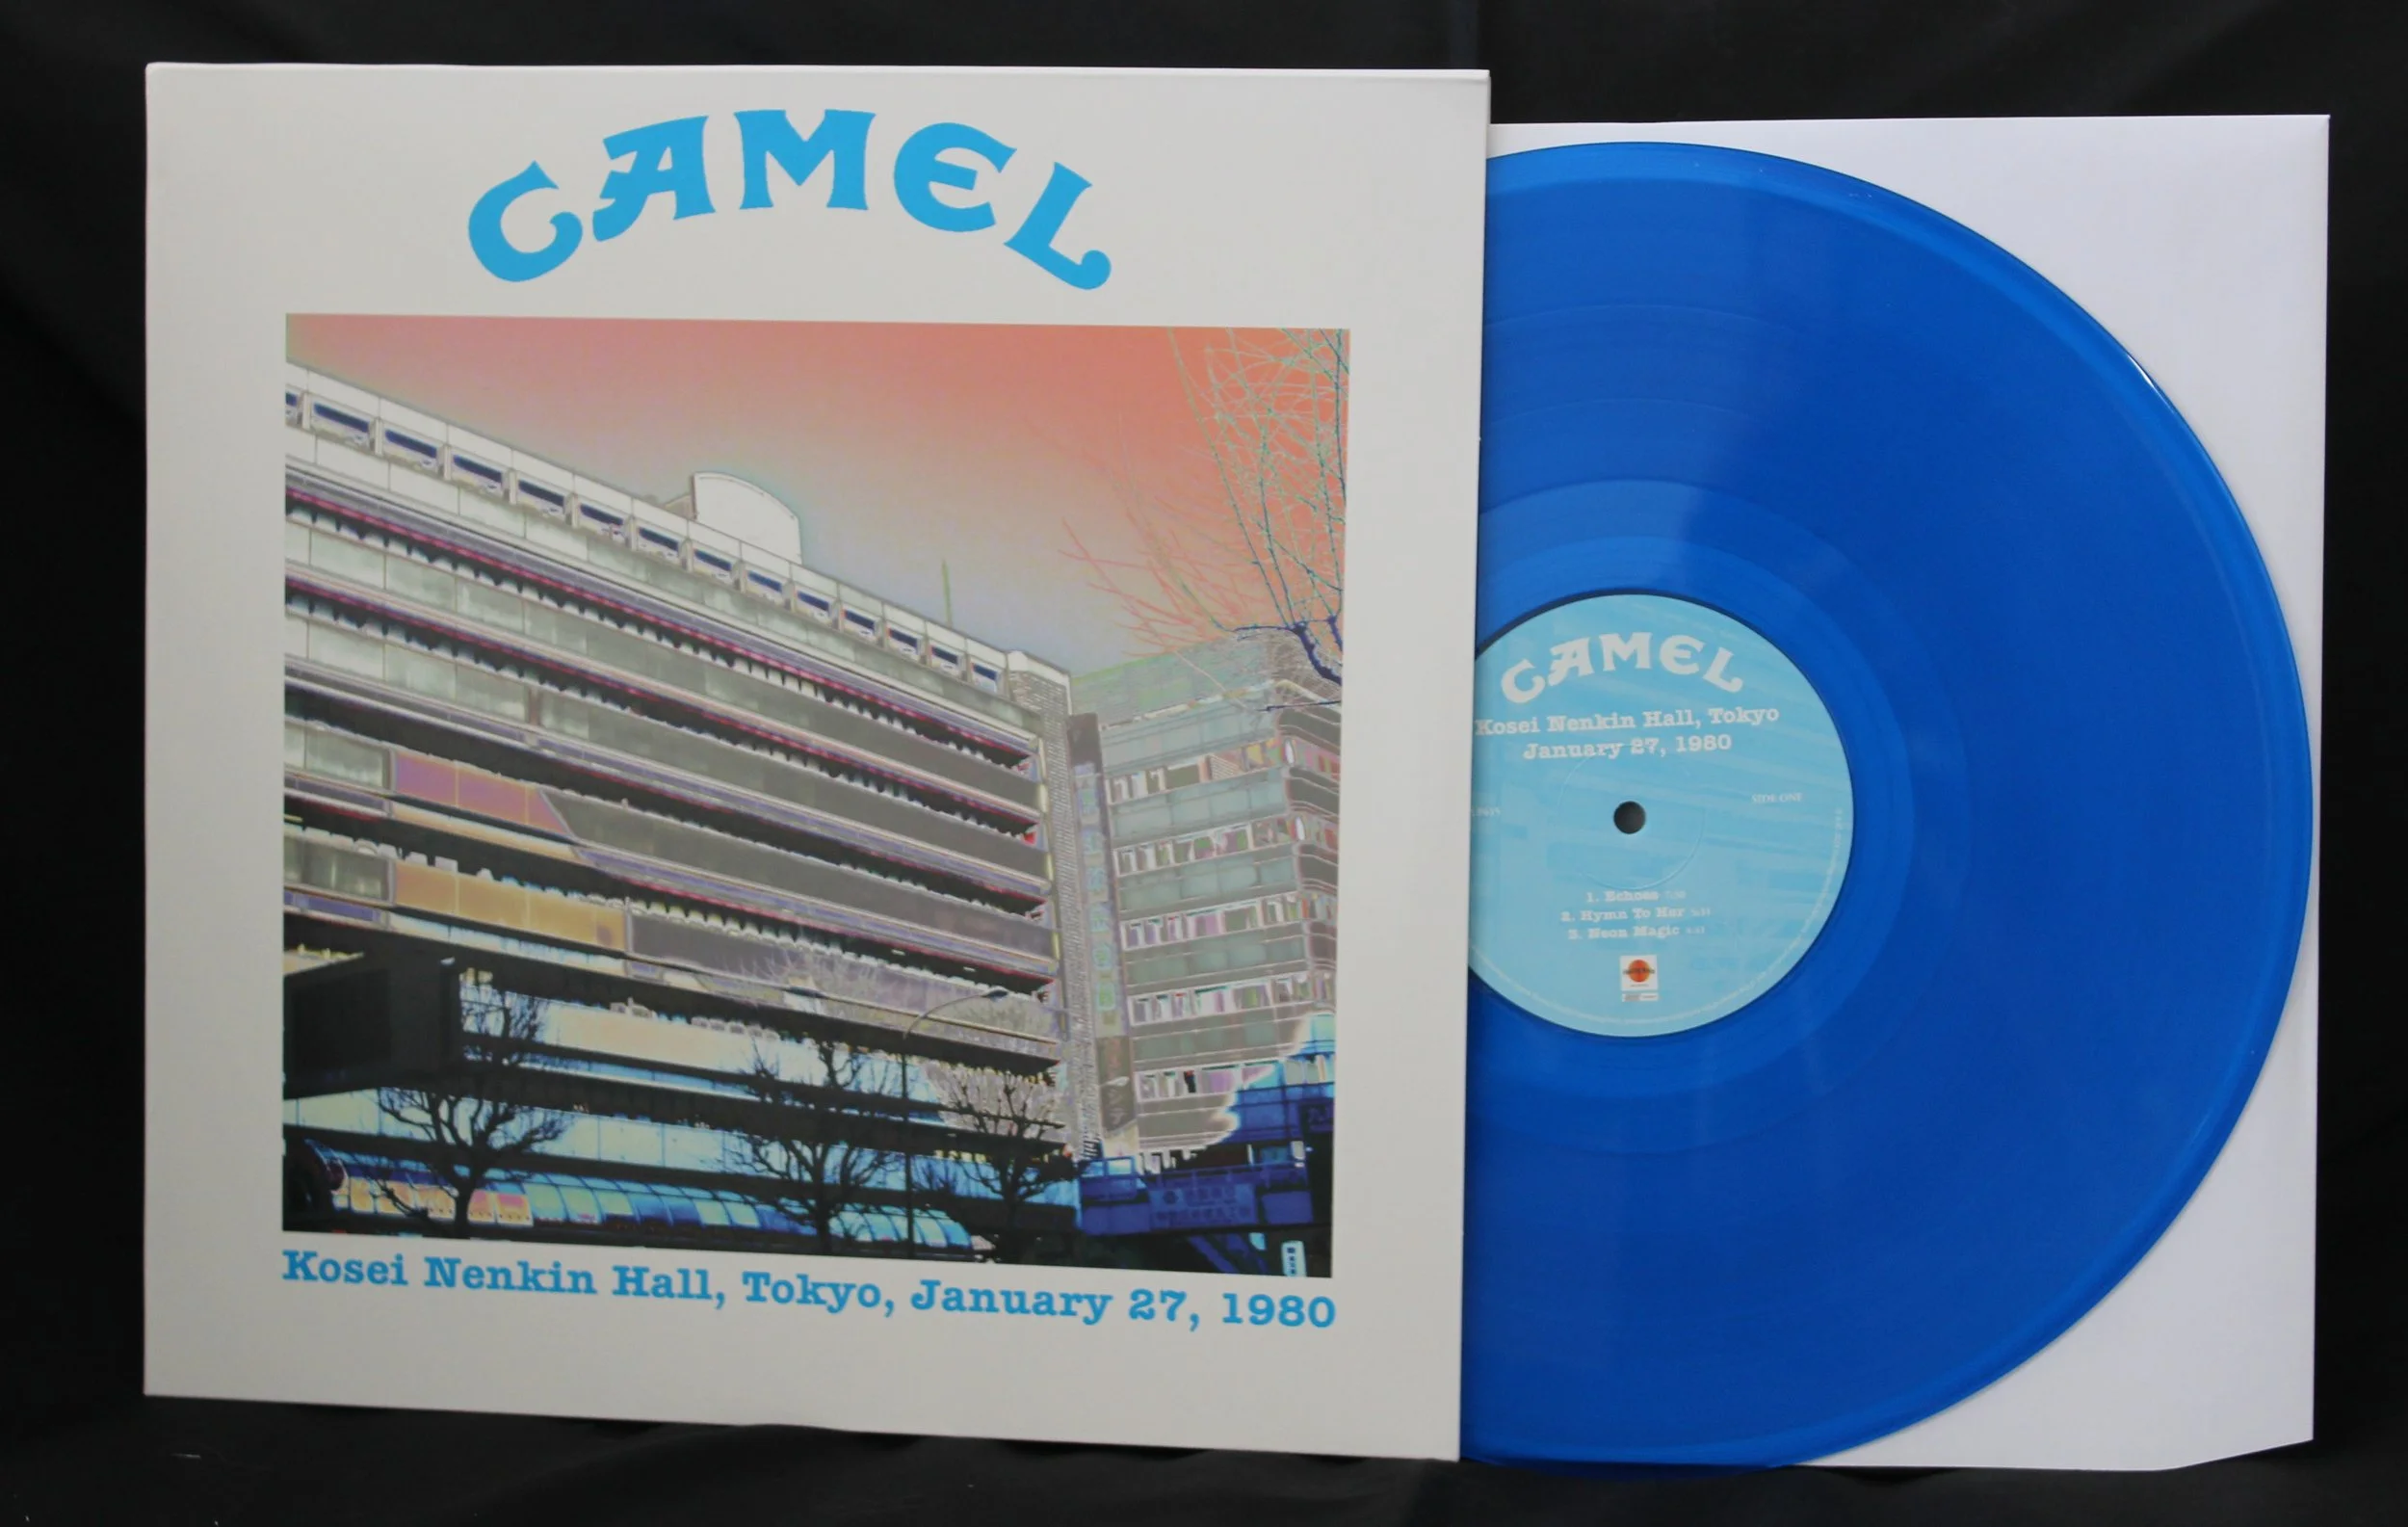 CAMEL
Kosei Nenkin Hall, Tokyo, January 27, 1980
CAMEL
Kosei Nenkin Hall, Tokyo
January 27, 1980
SIDE ONE
1. Echoes
2. Hymn To Her
3. Neon Magic